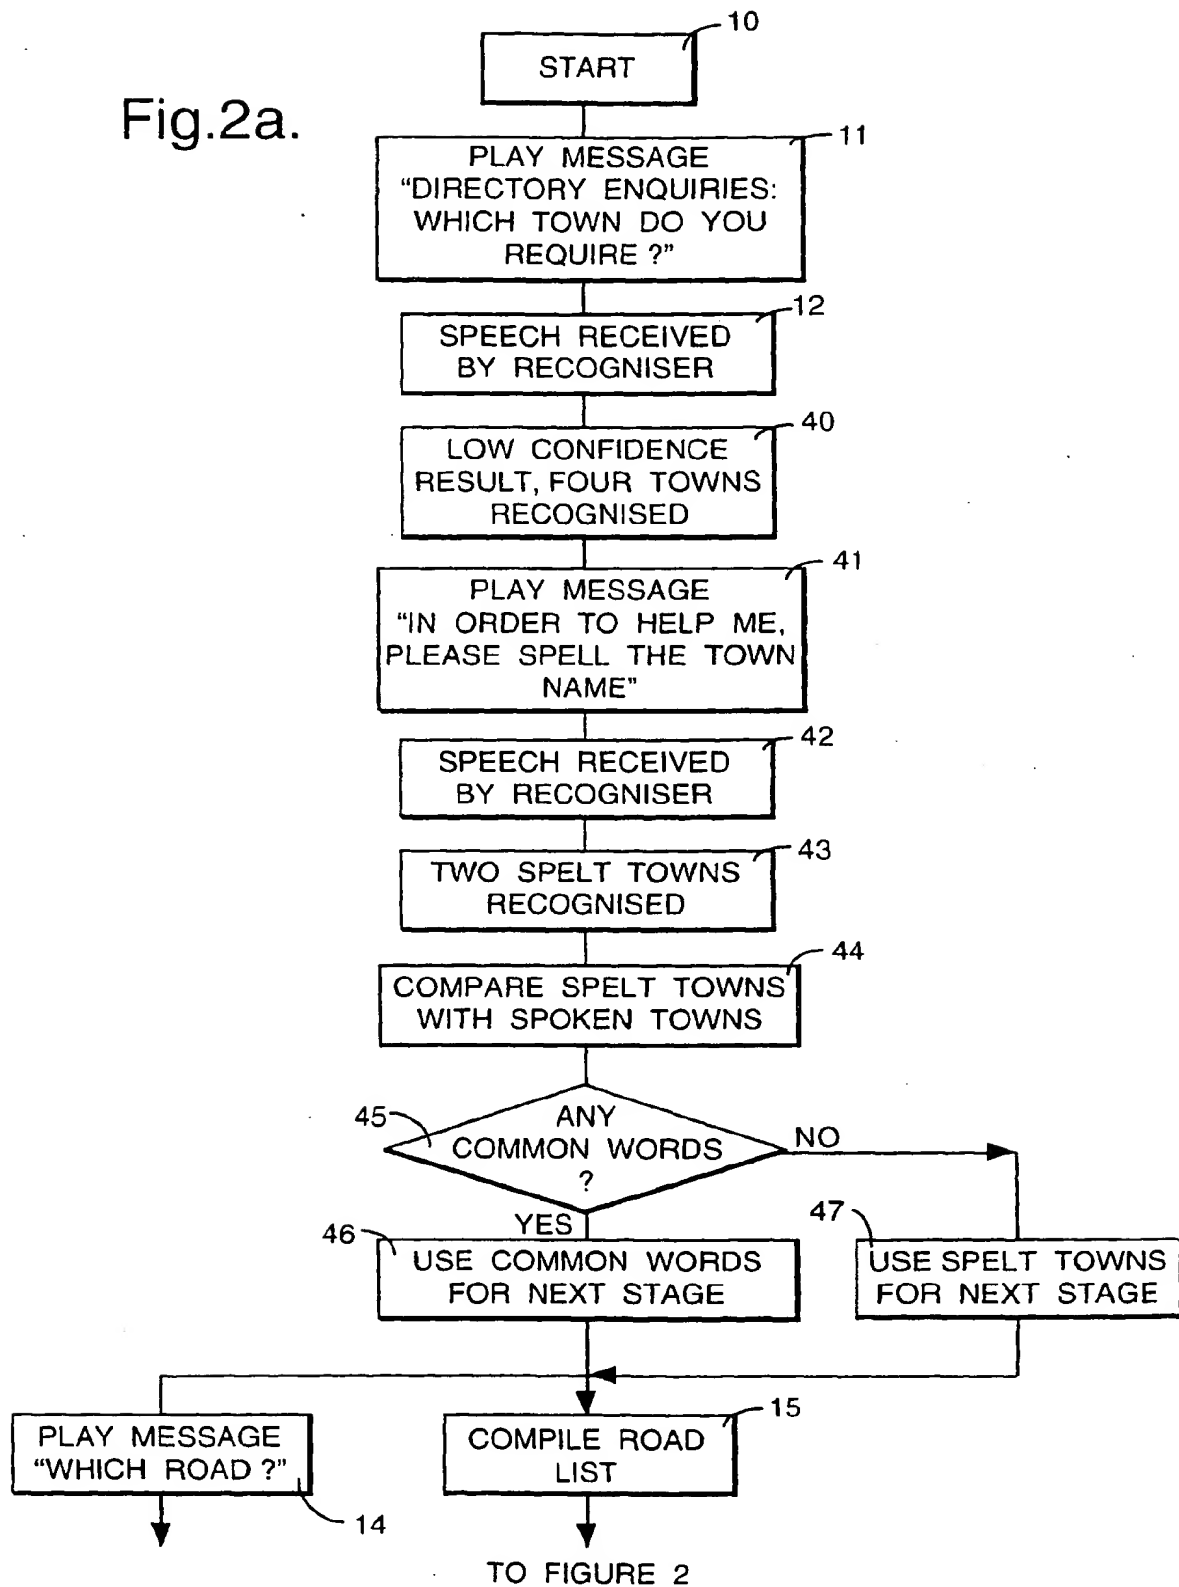 Fig.2a.
10
START
11
PLAY MESSAGE
“DIRECTORY ENQUIRIES:
WHICH TOWN DO YOU
REQUIRE ?”
12
SPEECH RECEIVED
BY RECOGNISER
40
LOW CONFIDENCE
RESULT, FOUR TOWNS
RECOGNISED
41
PLAY MESSAGE
“IN ORDER TO HELP ME,
PLEASE SPELL THE TOWN
NAME”
42
SPEECH RECEIVED
BY RECOGNISER
43
TWO SPELT TOWNS
RECOGNISED
44
COMPARE SPELT TOWNS
WITH SPOKEN TOWNS
45
ANY
COMMON WORDS
?
NO
YES
46
USE COMMON WORDS
FOR NEXT STAGE
47
USE SPELT TOWNS
FOR NEXT STAGE
PLAY MESSAGE
“WHICH ROAD ?”
14
15
COMPILE ROAD
LIST
TO FIGURE 2